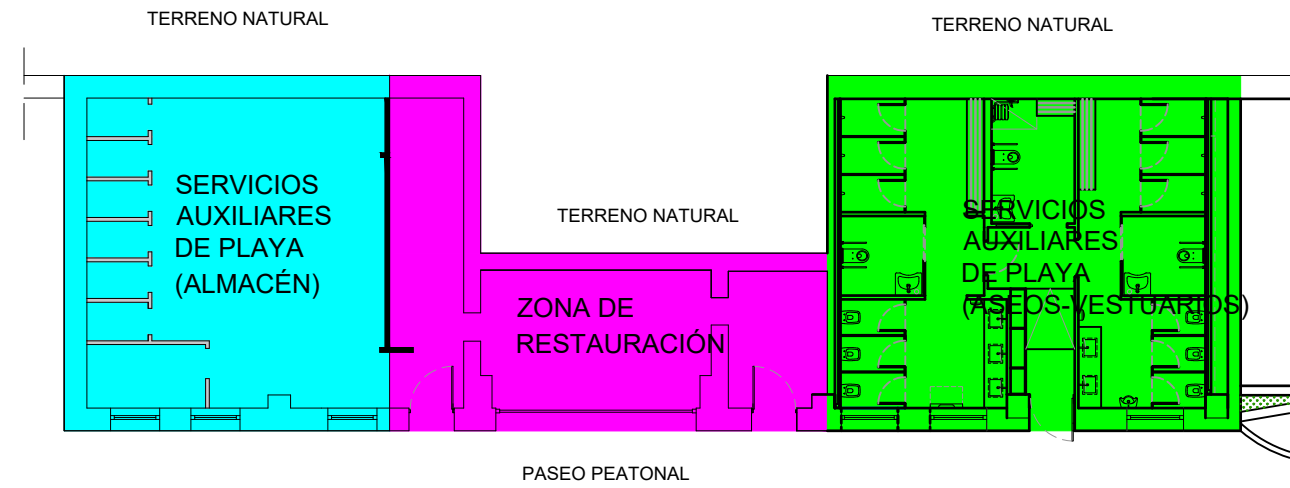 TERRENO NATURAL
TERRENO NATURAL
SERVICIOS
AUXILIARES
DE PLAYA
(ALMACÉN)
TERRENO NATURAL
ZONA DE
RESTAURACIÓN
SERVICIOS
AUXILIARES
DE PLAYA
(ASEOS-VESTUARIOS)
PASEO PEATONAL